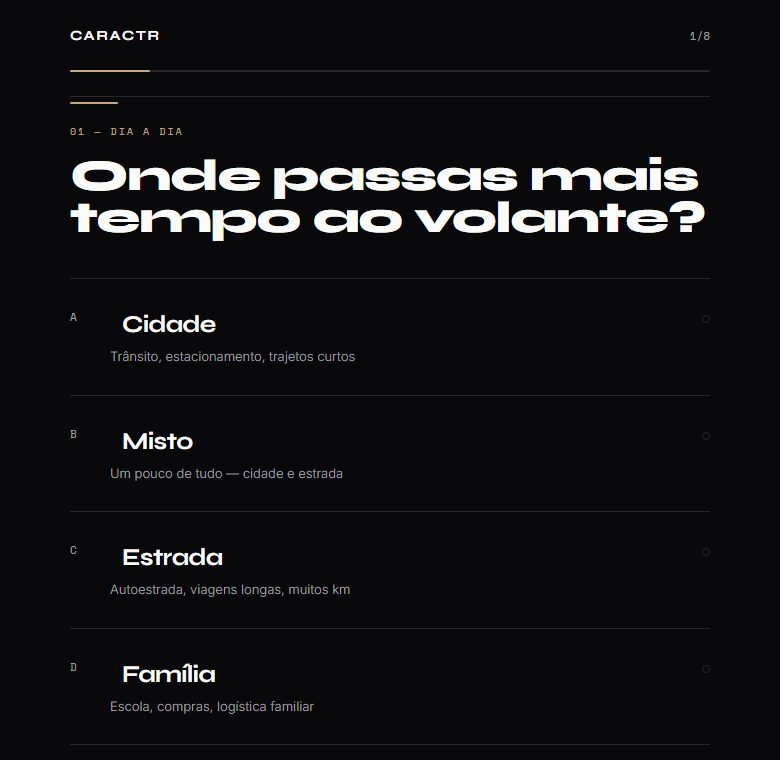 CARACTR
1/8
01 — DIA A DIA
Onde passas mais
tempo ao volante?
A
Cidade
Trânsito, estacionamento, trajetos curtos
B
Misto
Um pouco de tudo — cidade e estrada
C
Estrada
Autoestrada, viagens longas, muitos km
D
Família
Escola, compras, logística familiar